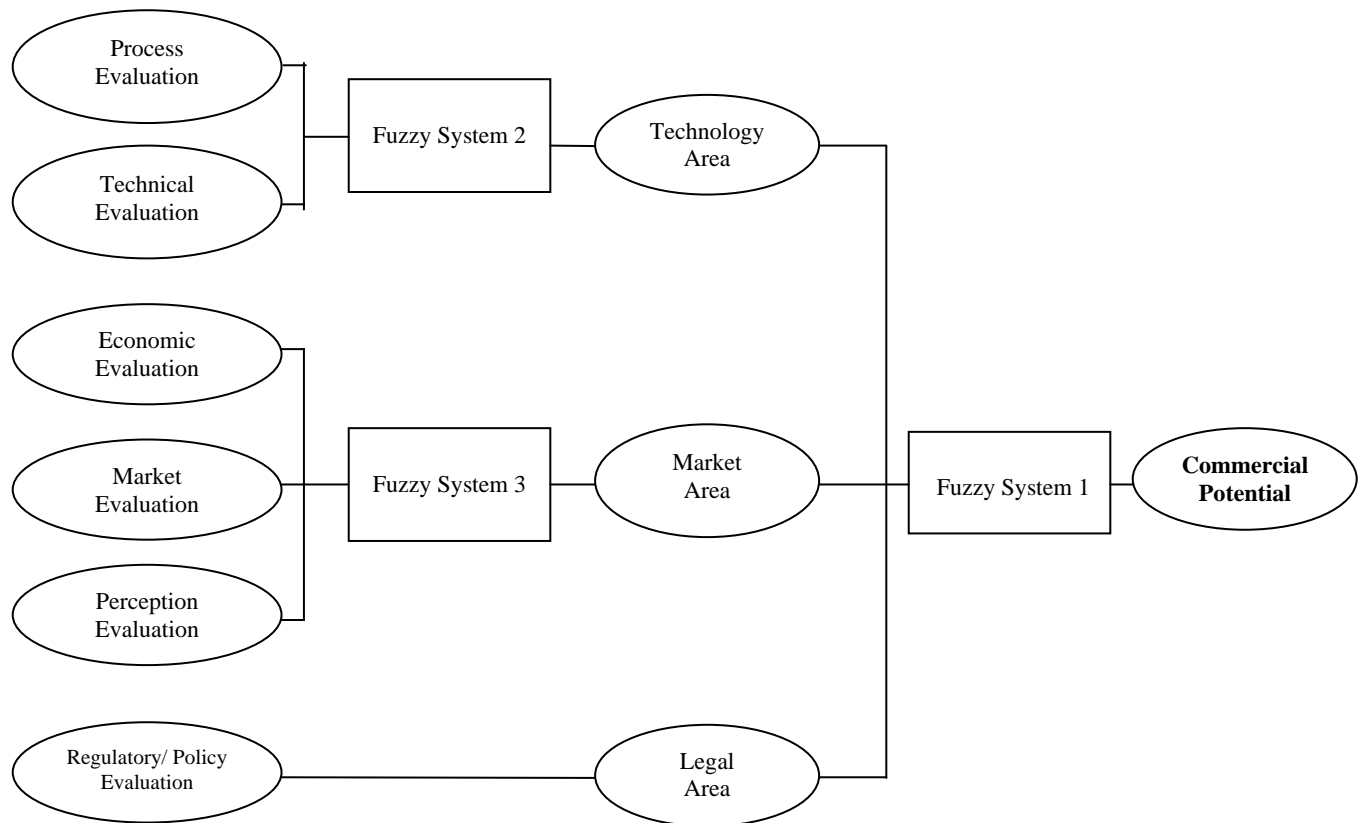 Process
Evaluation
Fuzzy System 2
Technology
Area
Technical
Evaluation
Economic
Evaluation
Market
Evaluation
Fuzzy System 3
Market
Area
Fuzzy System 1
Commercial
Potential
Perception
Evaluation
Regulatory/ Policy
Evaluation
Legal
Area